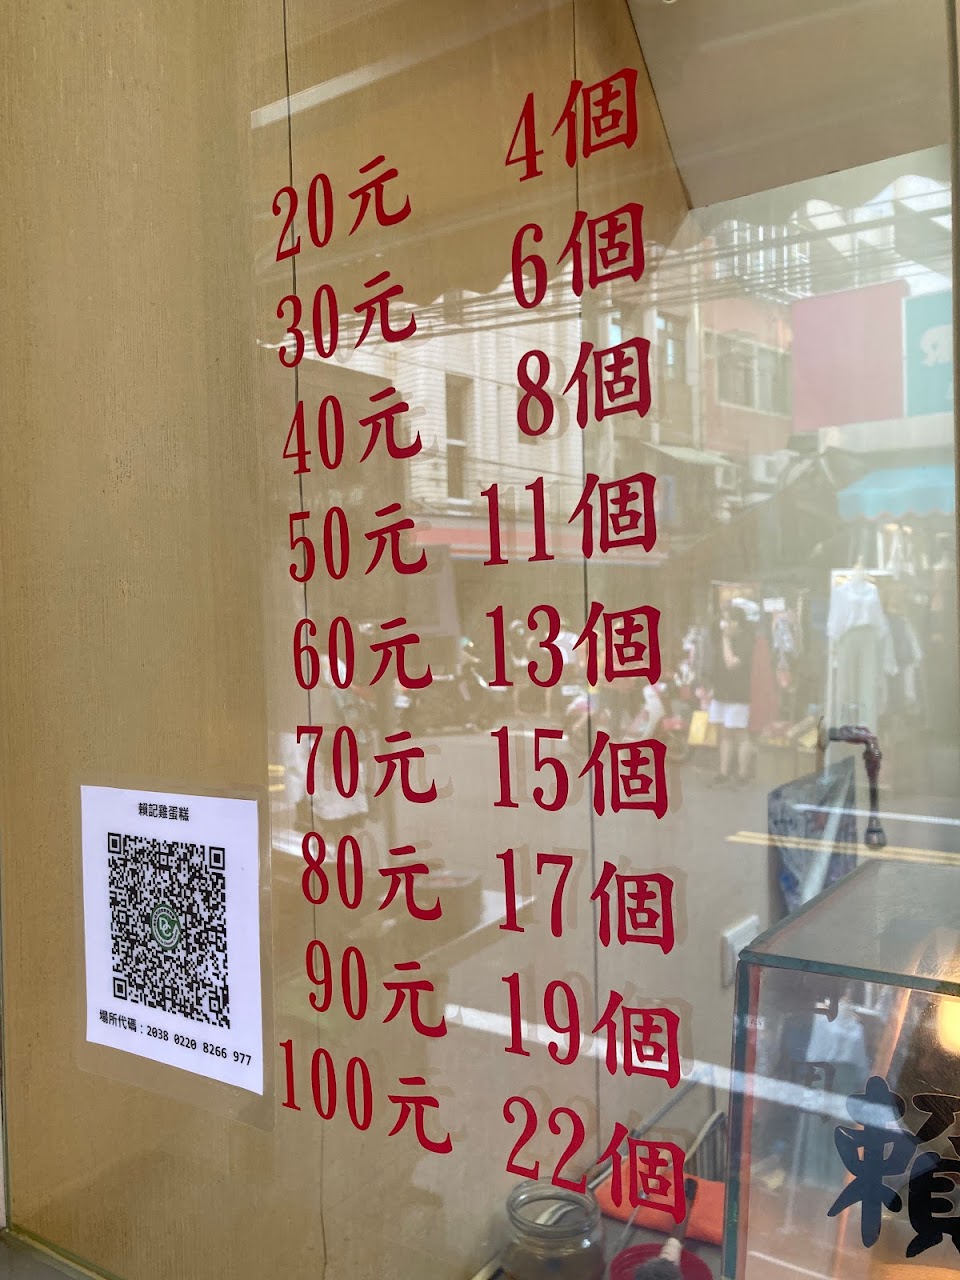 20元 4個
30元 6個
40元 8個
50元 11個
60元 13個
70元 15個
80元 17個
90元 19個
100元 22個
賴記雞蛋糕
場所代碼：2038 0220 8266 977
賴